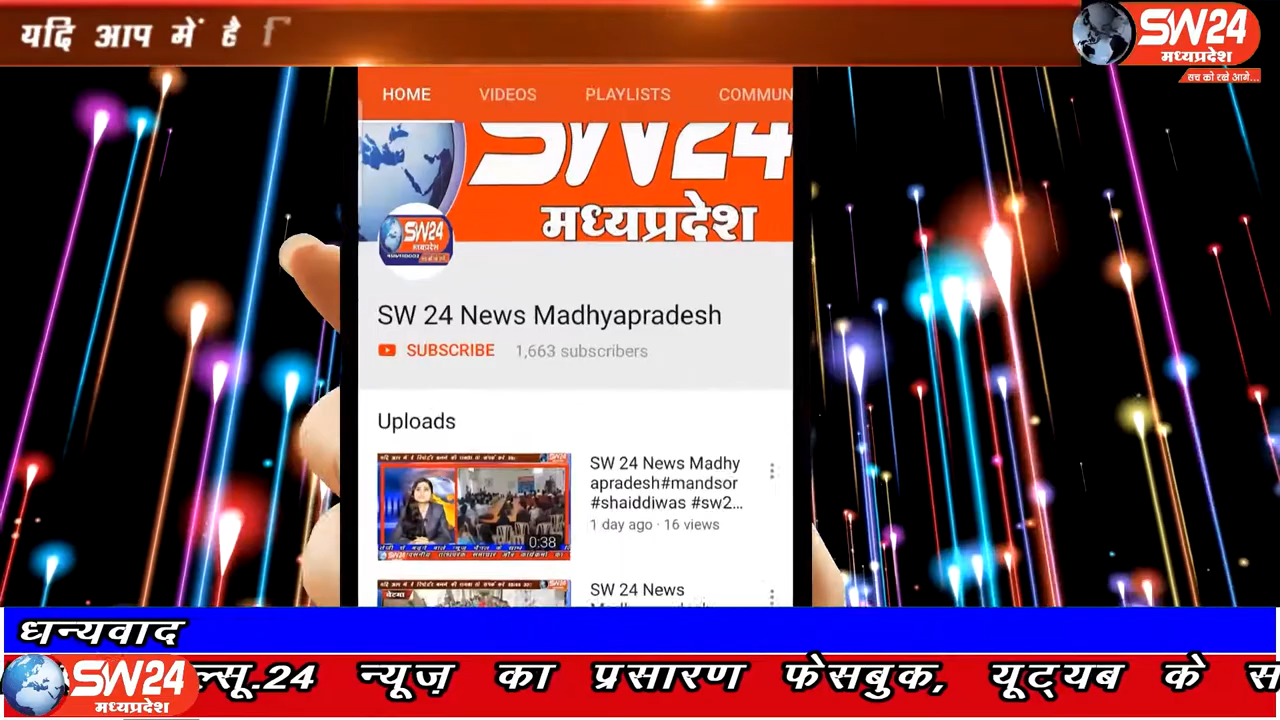 यदि आप में है
SW24
मध्यप्रदेश
सच को रखे आगे...
HOME VIDEOS PLAYLISTS COMMUN
SW24
मध्यप्रदेश
SW24
SW 24 News Madhyapradesh
SUBSCRIBE 1,663 subscribers
Uploads
SW 24 News Madhy
apradesh#mandsor
#shaiddiwas #sw2...
1 day ago · 16 views
0:38
SW 24 News
धन्यवाद
SW24
मध्यप्रदेश
ल्सू.24 न्यूज़ का प्रसारण फेसबुक, यूट्यब के स